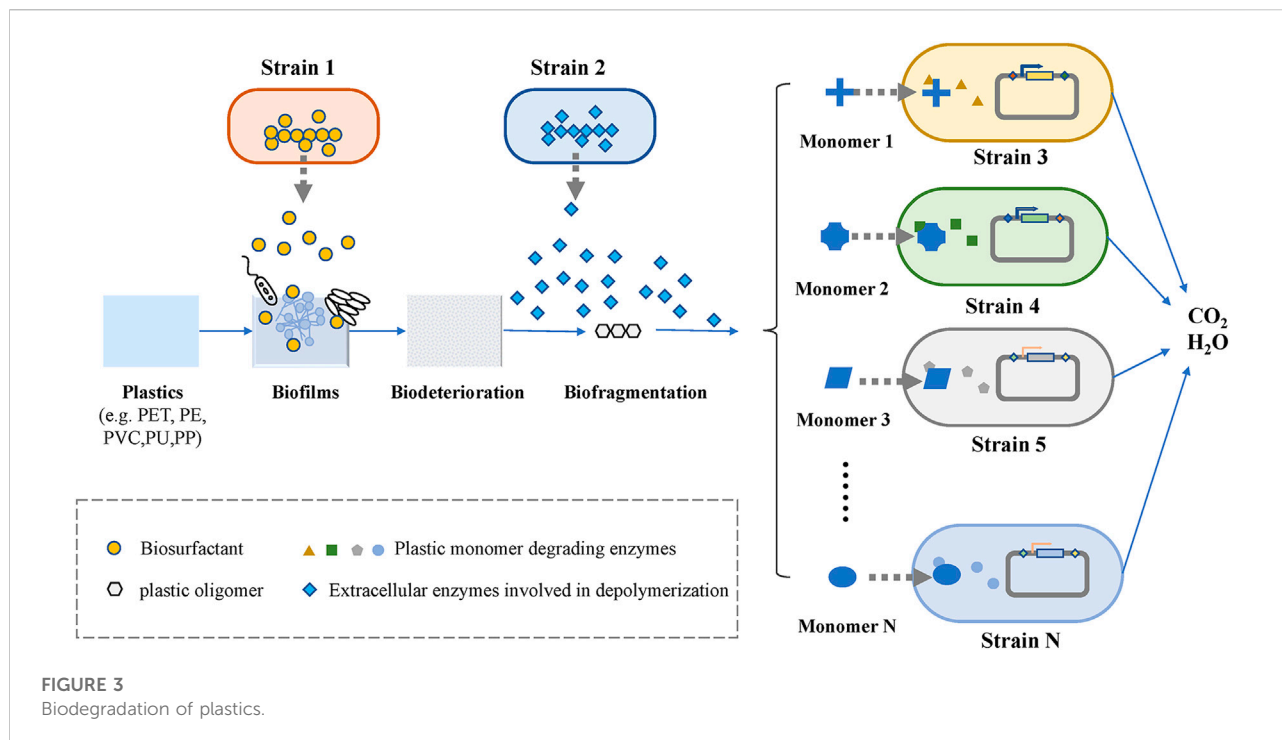 Strain 1
Strain 2
Plastics
(e.g. PET, PE,
PVC,PU,PP)
Biofilms
Biodeterioration
Biofragmentation
Monomer 1
Strain 3
Monomer 2
Strain 4
Monomer 3
Strain 5
Monomer N
Strain N
CO₂
H₂O
Biosurfactant
Plastic monomer degrading enzymes
plastic oligomer
Extracellular enzymes involved in depolymerization
FIGURE 3
Biodegradation of plastics.